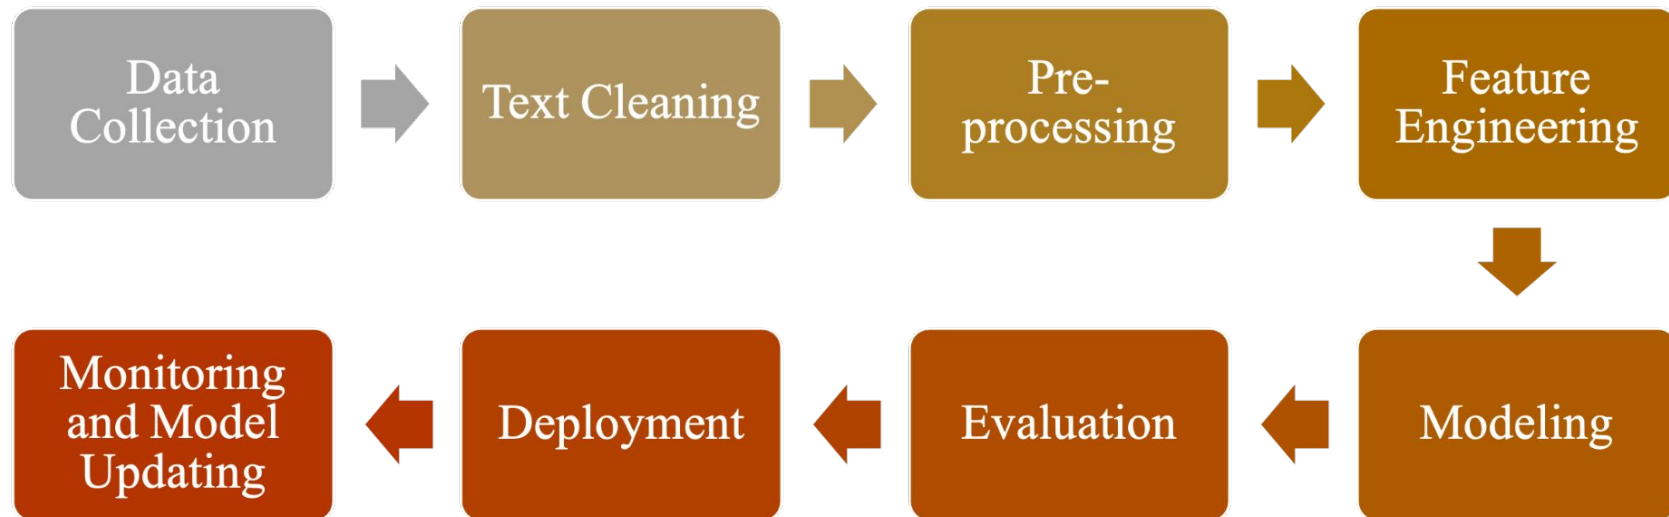 Data
Collection
Text Cleaning
Pre-
processing
Feature
Engineering
Modeling
Evaluation
Deployment
Monitoring
and Model
Updating